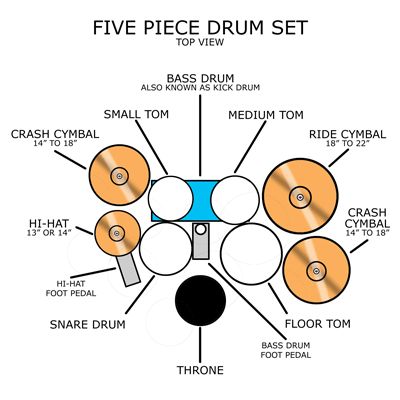 FIVE PIECE DRUM SET
TOP VIEW
BASS DRUM
ALSO KNOWN AS KICK DRUM
SMALL TOM
MEDIUM TOM
CRASH CYMBAL
14" TO 18"
RIDE CYMBAL
18" TO 22"
HI-HAT
13" OR 14"
CRASH
CYMBAL
14" TO 18"
HI-HAT
FOOT PEDAL
SNARE DRUM
FLOOR TOM
BASS DRUM
FOOT PEDAL
THRONE